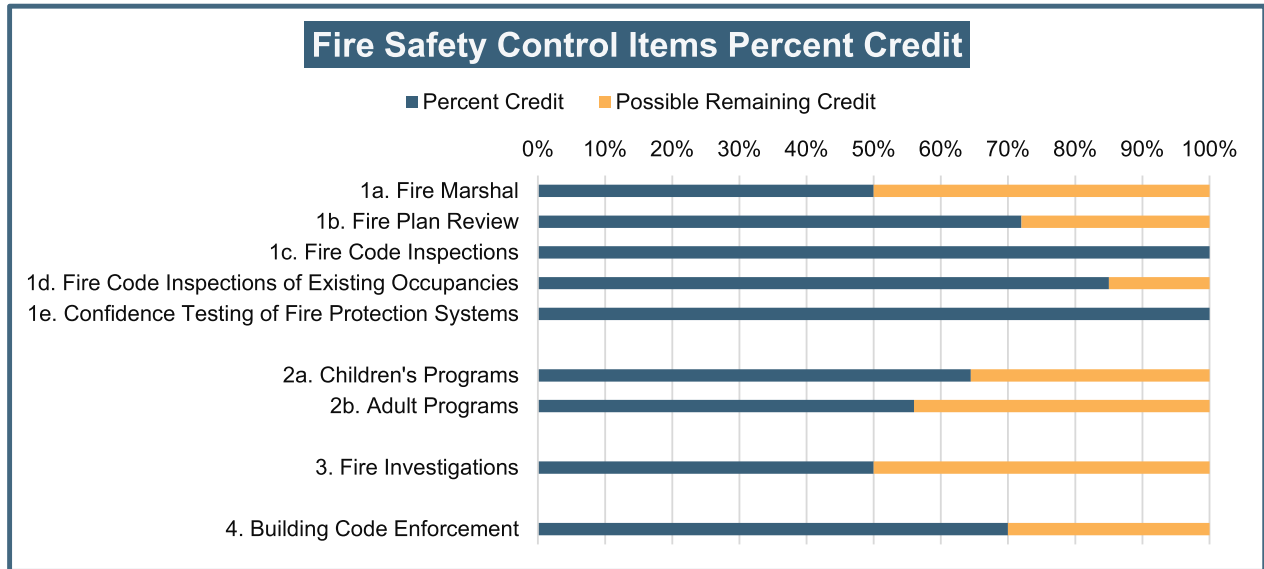 Fire Safety Control Items Percent Credit
Percent Credit Possible Remaining Credit
0% 10% 20% 30% 40% 50% 60% 70% 80% 90% 100%
1a. Fire Marshal
1b. Fire Plan Review
1c. Fire Code Inspections
1d. Fire Code Inspections of Existing Occupancies
1e. Confidence Testing of Fire Protection Systems
2a. Children's Programs
2b. Adult Programs
3. Fire Investigations
4. Building Code Enforcement